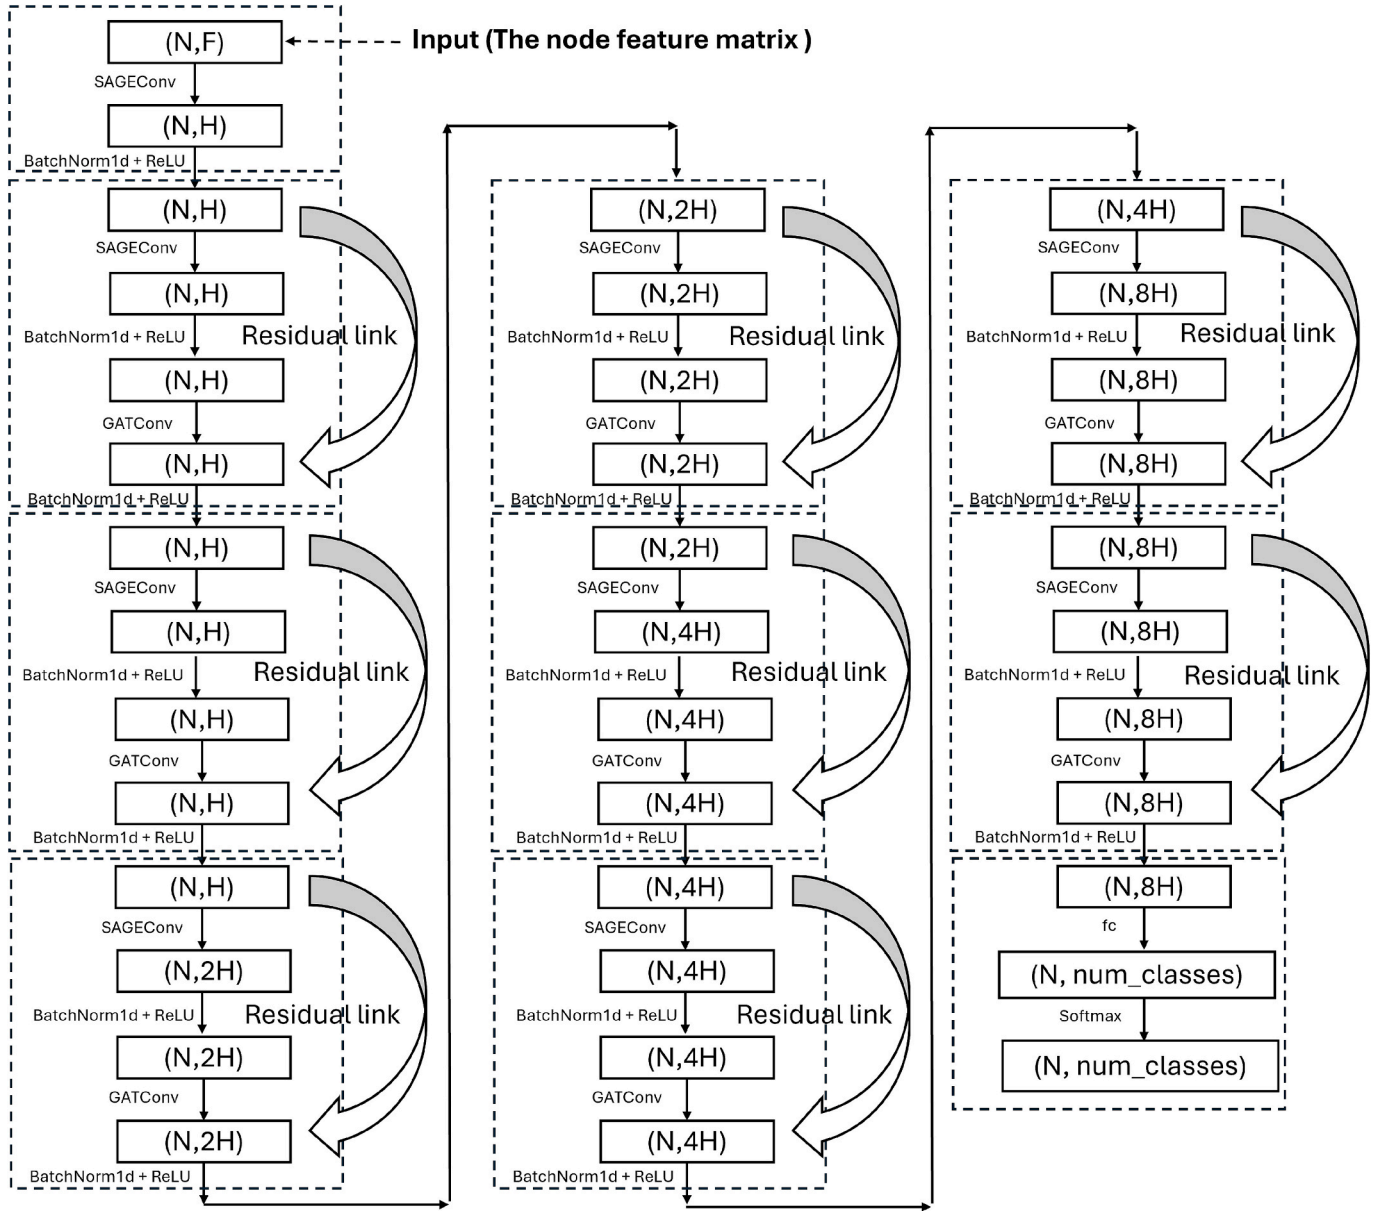 (N,F)
Input (The node feature matrix )
SAGEConv
(N,H)
BatchNorm1d + ReLU
(N,H)
SAGEConv
(N,H)
BatchNorm1d + ReLU
Residual link
(N,H)
GATConv
(N,H)
BatchNorm1d + ReLU
(N,H)
SAGEConv
(N,H)
BatchNorm1d + ReLU
Residual link
(N,H)
GATConv
(N,H)
BatchNorm1d + ReLU
(N,H)
SAGEConv
(N,2H)
BatchNorm1d + ReLU
Residual link
(N,2H)
GATConv
(N,2H)
BatchNorm1d + ReLU
(N,2H)
SAGEConv
(N,2H)
BatchNorm1d + ReLU
Residual link
(N,2H)
GATConv
(N,2H)
BatchNorm1d + ReLU
(N,2H)
SAGEConv
(N,4H)
BatchNorm1d + ReLU
Residual link
(N,4H)
GATConv
(N,4H)
BatchNorm1d + ReLU
(N,4H)
SAGEConv
(N,4H)
BatchNorm1d + ReLU
Residual link
(N,4H)
GATConv
(N,4H)
BatchNorm1d + ReLU
(N,4H)
SAGEConv
(N,8H)
BatchNorm1d + ReLU
Residual link
(N,8H)
GATConv
(N,8H)
BatchNorm1d + ReLU
(N,8H)
SAGEConv
(N,8H)
BatchNorm1d + ReLU
Residual link
(N,8H)
GATConv
(N,8H)
BatchNorm1d + ReLU
(N,8H)
fc
(N, num_classes)
Softmax
(N, num_classes)